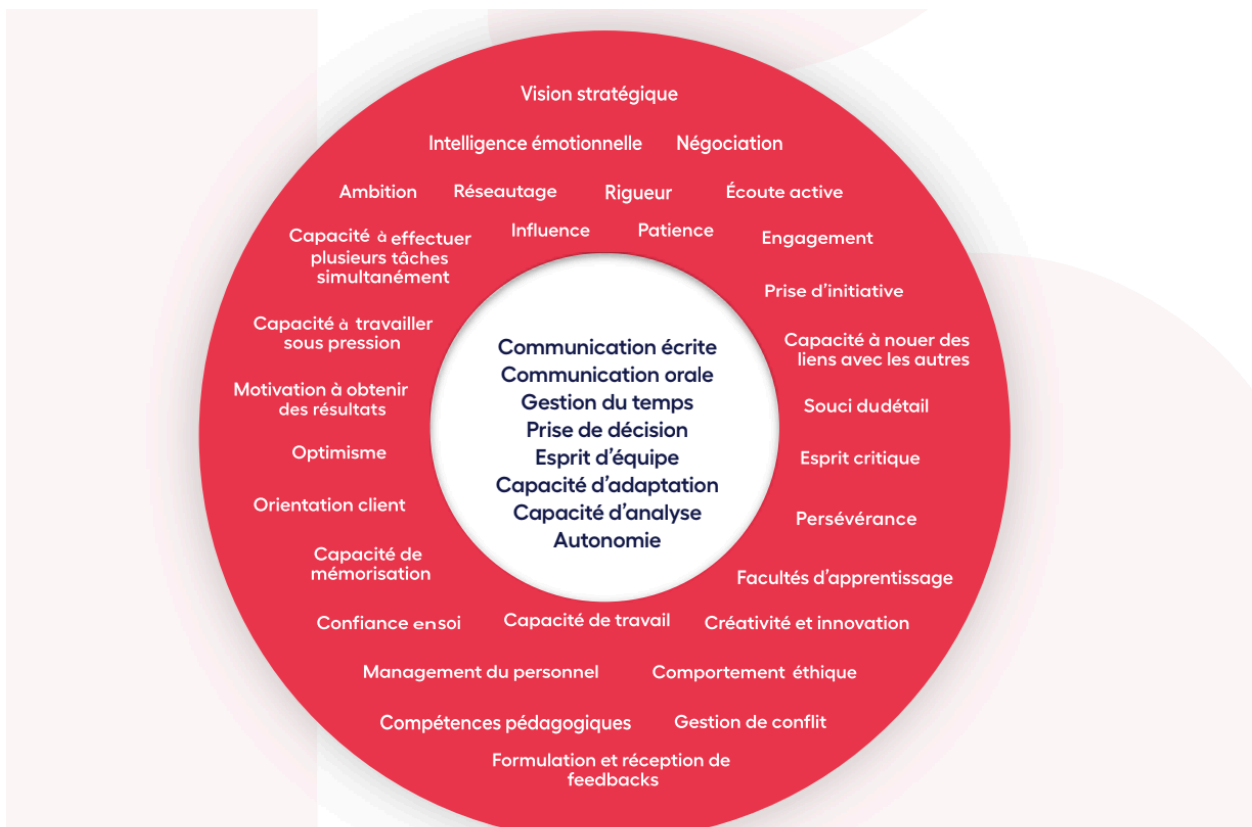 Vision stratégique
Intelligence émotionnelle Négociation
Ambition Réseautage Rigueur Écoute active
Influence Patience
Capacité à effectuer
plusieurs tâches
simultanément
Engagement
Prise d'initiative
Capacité à travailler
sous pression
Capacité à nouer des
liens avec les autres
Motivation à obtenir
des résultats
Souci dudétail
Optimisme
Esprit critique
Orientation client
Persévérance
Capacité de
mémorisation
Facultés d'apprentissage
Communication écrite
Communication orale
Gestion du temps
Prise de décision
Esprit d'équipe
Capacité d'adaptation
Capacité d'analyse
Autonomie
Confiance en soi Capacité de travail Créativité et innovation
Management du personnel Comportement éthique
Compétences pédagogiques Gestion de conflit
Formulation et réception de
feedbacks